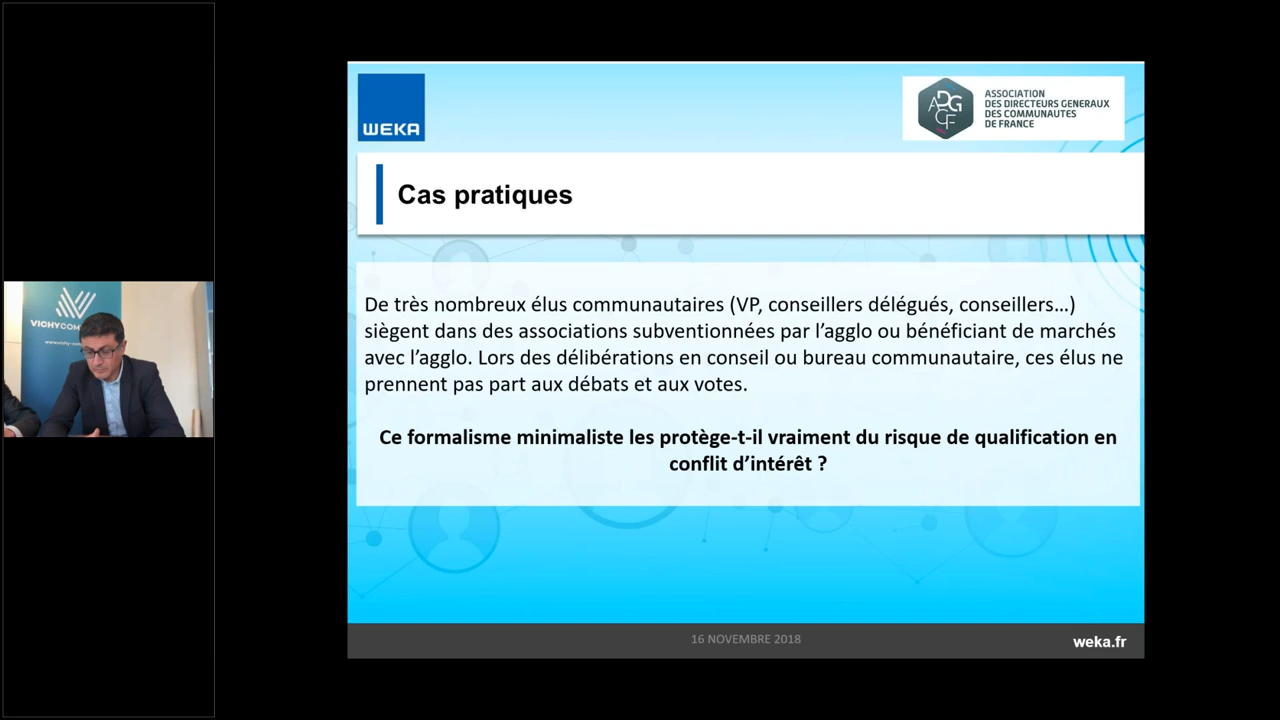 WEKA
ADG
CF
ASSOCIATION
DES DIRECTEURS GENERAUX
DES COMMUNAUTES
DE FRANCE
Cas pratiques
De très nombreux élus communautaires (VP, conseillers délégués, conseillers…)
siègent dans des associations subventionnées par l’agglo ou bénéficiant de marchés
avec l’agglo. Lors des délibérations en conseil ou bureau communautaire, ces élus ne
prennent pas part aux débats et aux votes.
Ce formalisme minimaliste les protège-t-il vraiment du risque de qualification en
conflit d’intérêt ?
VICHYCOM
16 NOVEMBRE 2018
weka.fr